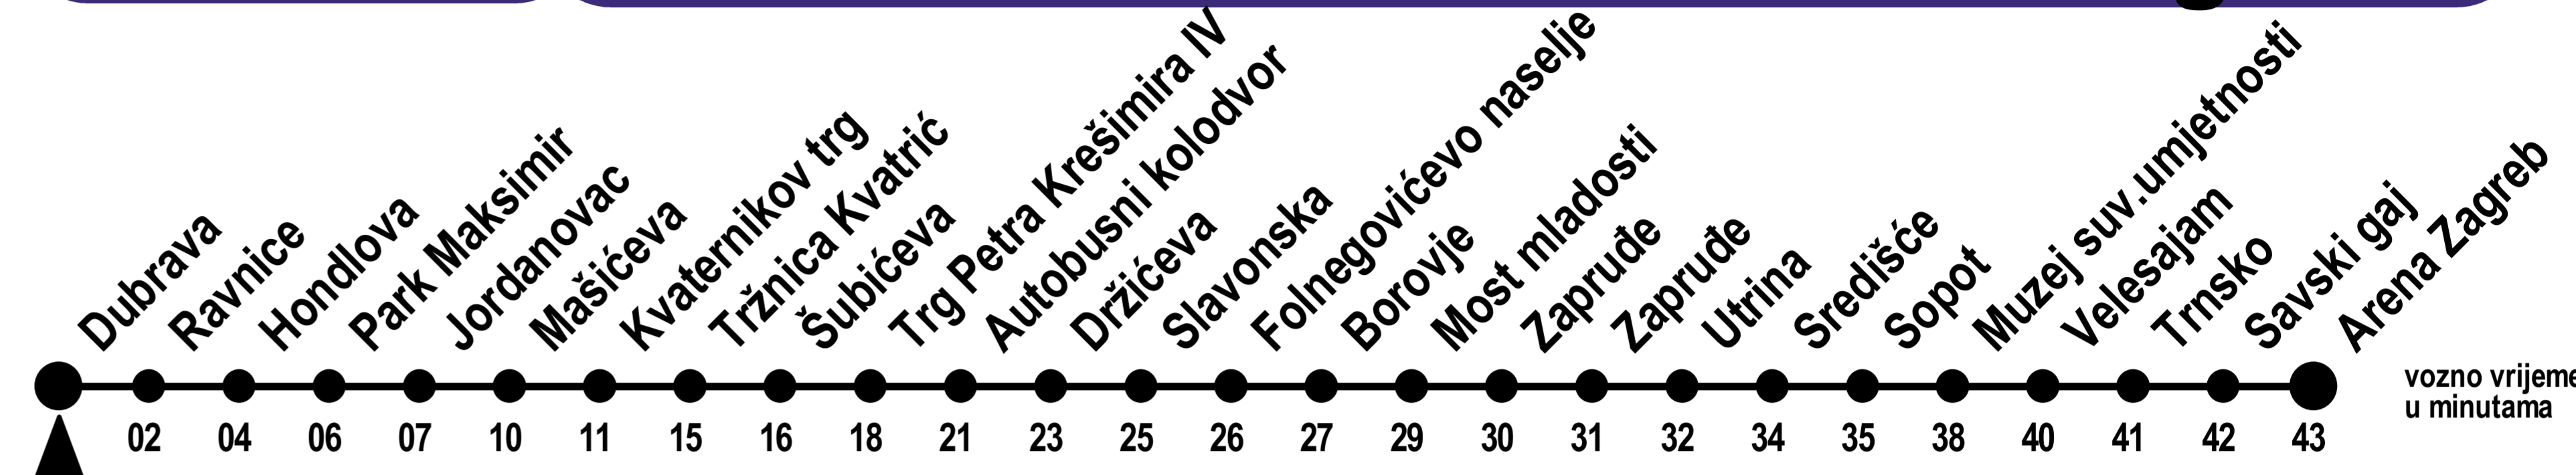 Dubrava
Ravnice
Hondlova
Park Maksimir
Jordanovac
Mašićeva
Kvaternikov trg
Tržnica Kvatrić
Šubićeva
Trg Petra Krešimira IV
Autobusni kolodvor
Držićeva
Slavonska
Folnegovićevo naselje
Borovje
Most mladosti
Zapruđe
Zapruđe
Utrina
Središće
Sopot
Muzej suv.umjetnosti
Velesajam
Trnsko
Savski gaj
Arena Zagreb
02 04 06 07 10 11 15 16 18 21 23 25 26 27 29 30 31 32 34 35 38 40 41 42 43
vozno vrijeme
u minutama